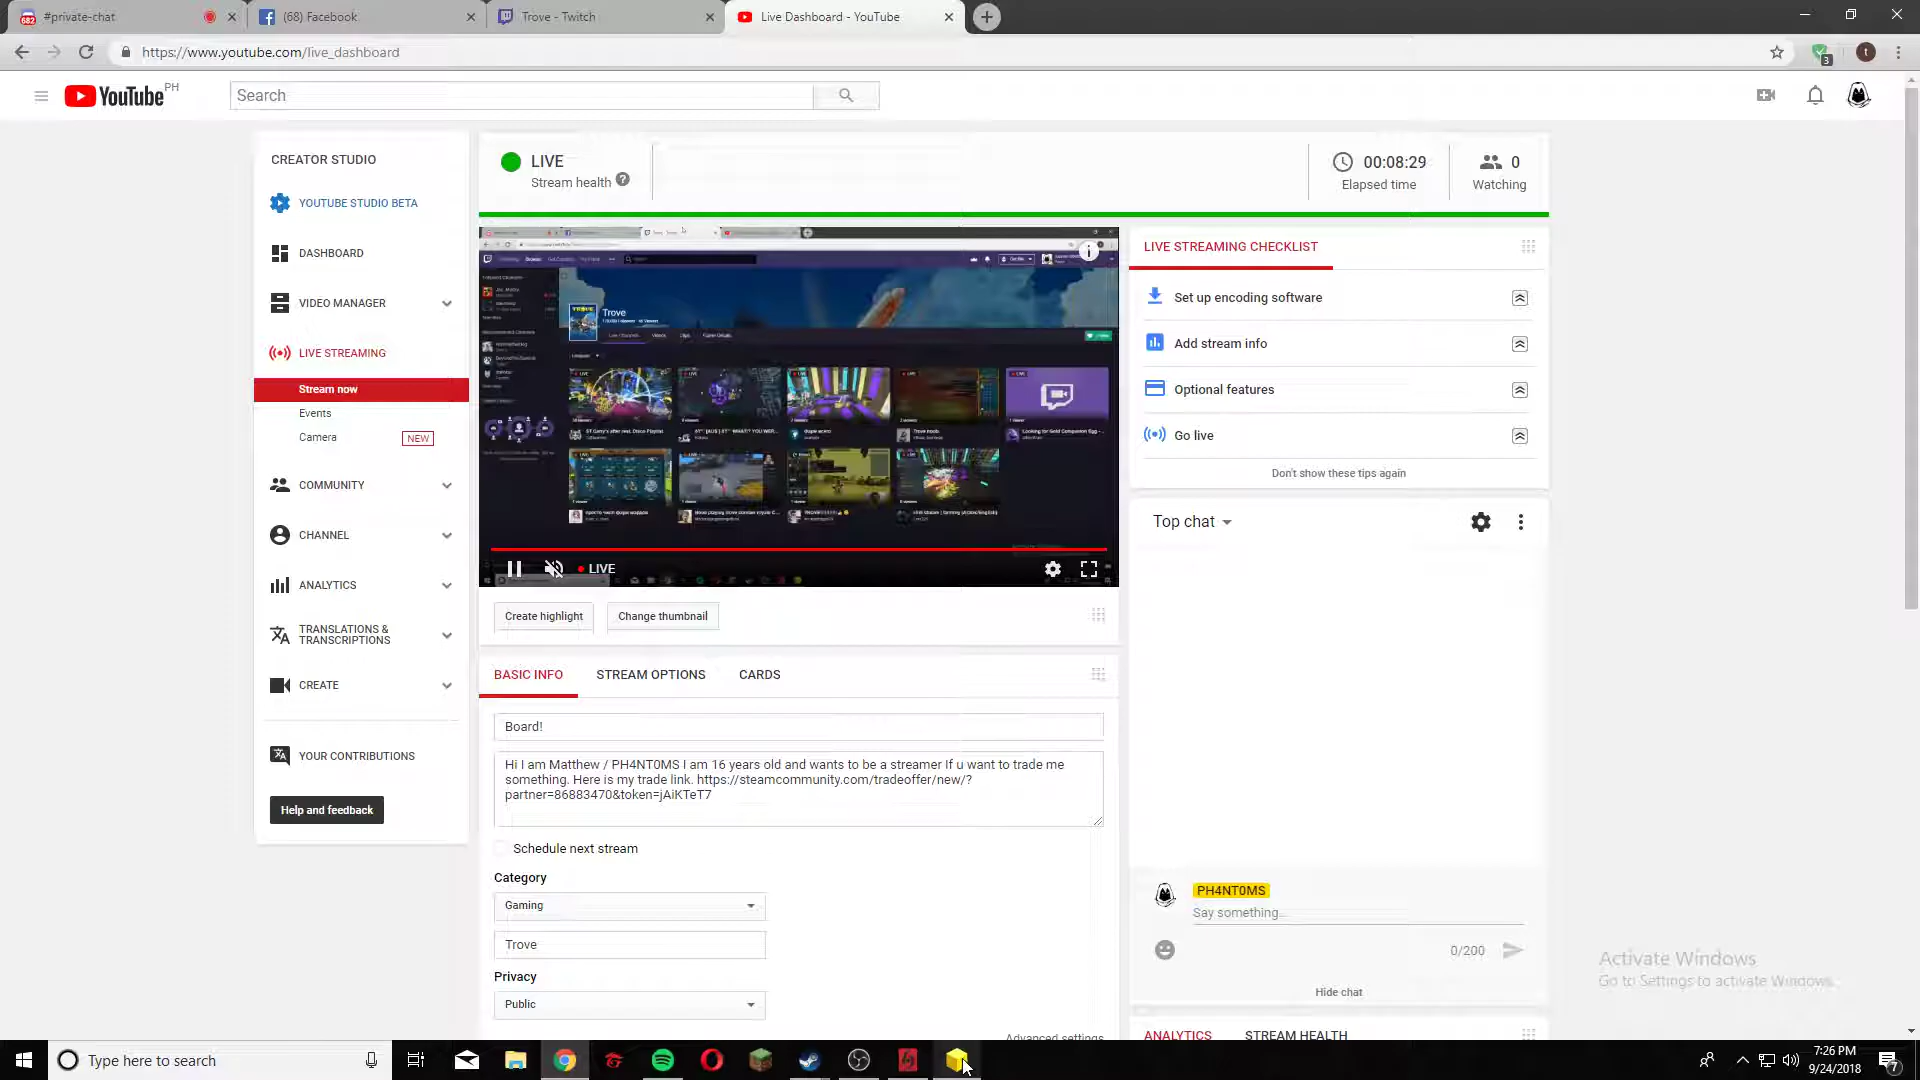 #private-chat
(68) Facebook
Trove - Twitch
Live Dashboard - YouTube
https://www.youtube.com/live_dashboard
3
t
YouTube PH
Search
CREATOR STUDIO
YOUTUBE STUDIO BETA
DASHBOARD
VIDEO MANAGER
LIVE STREAMING
Stream now
Events
Camera
NEW
COMMUNITY
CHANNEL
ANALYTICS
TRANSLATIONS &
TRANSCRIPTIONS
CREATE
YOUR CONTRIBUTIONS
Help and feedback
LIVE
Stream health
00:08:29
Elapsed time
0
Watching
Trove
LIVE
Create highlight
Change thumbnail
BASIC INFO
STREAM OPTIONS
CARDS
Board!
Hi I am Matthew / PH4NT0MS I am 16 years old and wants to be a streamer If u want to trade me
something. Here is my trade link. https://steamcommunity.com/tradeoffer/new/?
partner=86883470&token=jAiKTeT7
Schedule next stream
Category
Gaming
Trove
Privacy
Public
Advanced settings
LIVE STREAMING CHECKLIST
Set up encoding software
Add stream info
Optional features
Go live
Don't show these tips again
Top chat
PH4NT0MS
Say something...
0/200
Hide chat
ANALYTICS
STREAM HEALTH
Activate Windows
Go to Settings to activate Windows.
Type here to search
7:26 PM
9/24/2018
7